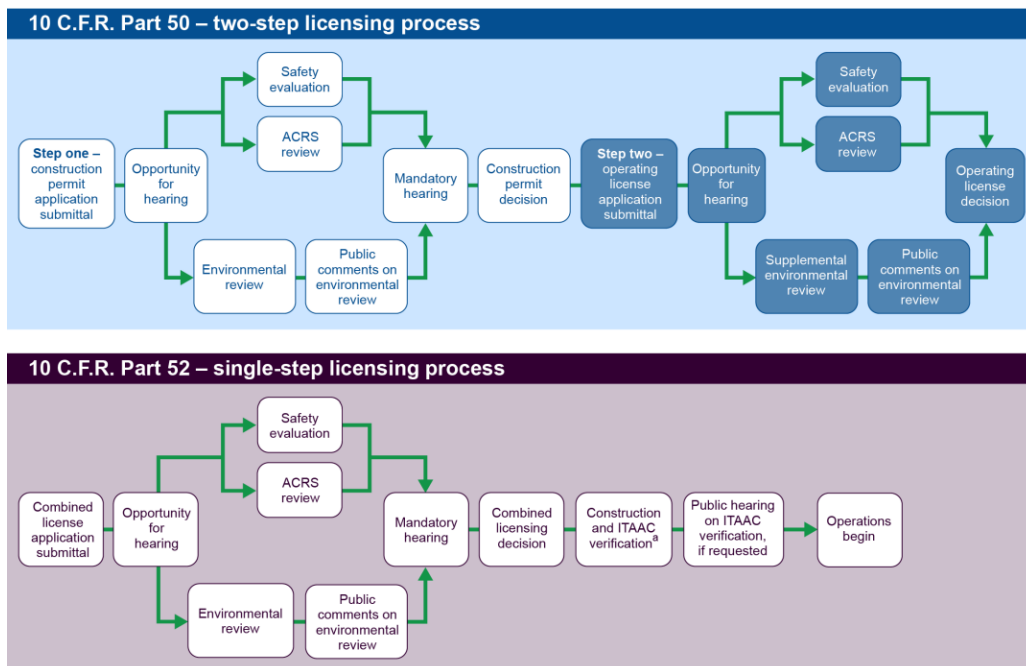 10 C.F.R. Part 50 – two-step licensing process
Safety
evaluation
ACRS
review
Step one –
construction
permit
application
submittal
Opportunity
for
hearing
Environmental
review
Public
comments on
environmental
review
Mandatory
hearing
Construction
permit
decision
Step two –
operating
license
application
submittal
Opportunity
for
hearing
Safety
evaluation
ACRS
review
Supplemental
environmental
review
Public
comments on
environmental
review
Operating
license
decision
10 C.F.R. Part 52 – single-step licensing process
Safety
evaluation
ACRS
review
Combined
license
application
submittal
Opportunity
for
hearing
Environmental
review
Public
comments on
environmental
review
Mandatory
hearing
Combined
licensing
decision
Construction
and ITAAC
verificationᵃ
Public hearing
on ITAAC
verification,
if requested
Operations
begin